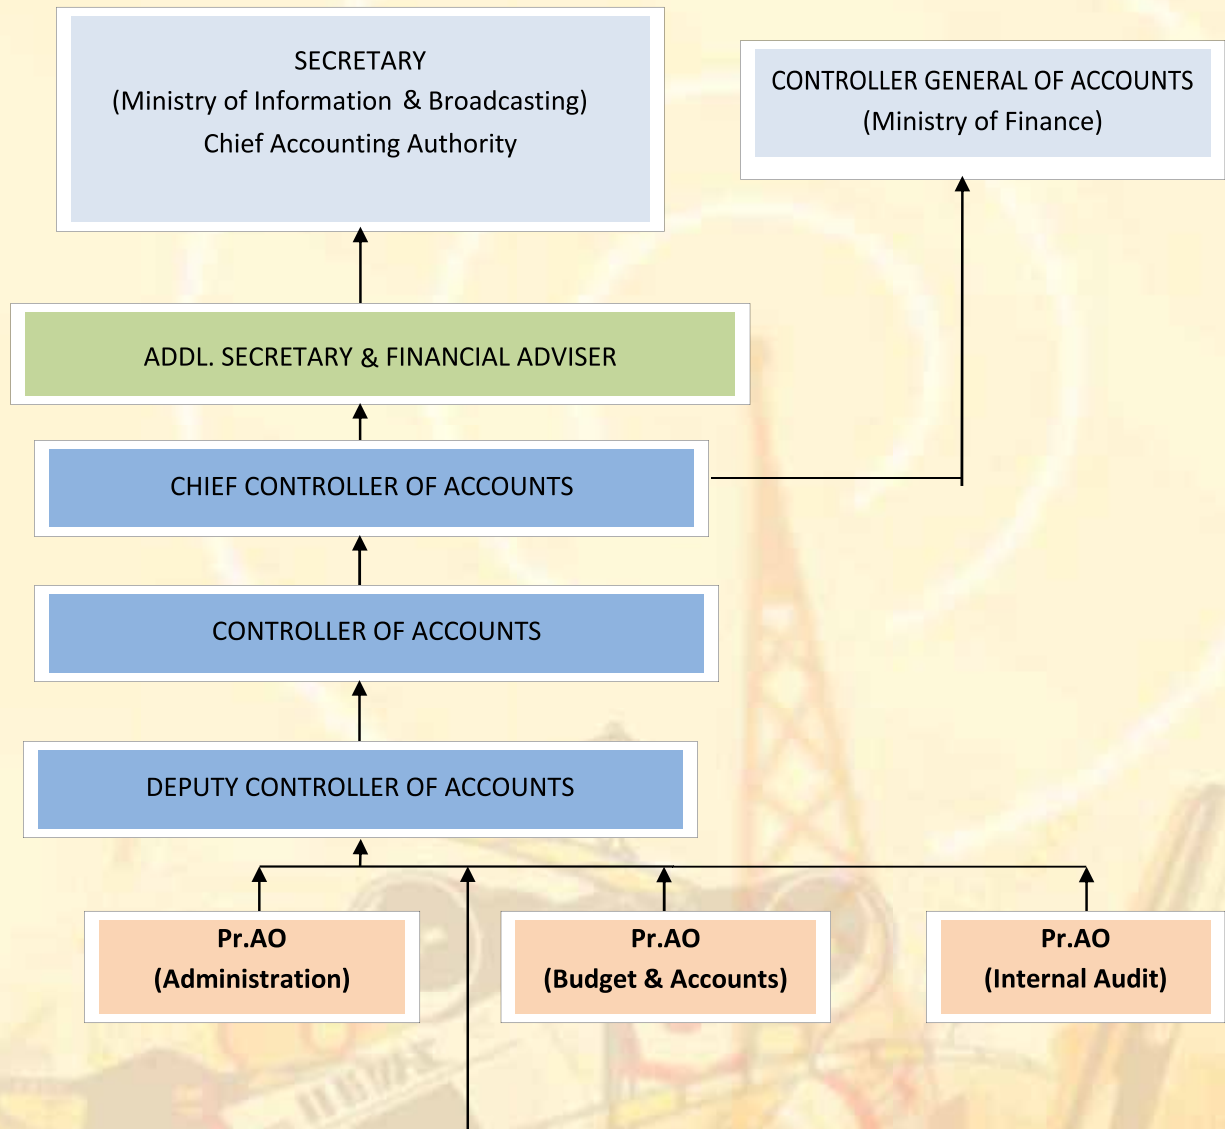 SECRETARY
(Ministry of Information & Broadcasting)
Chief Accounting Authority
CONTROLLER GENERAL OF ACCOUNTS
(Ministry of Finance)
ADDL. SECRETARY & FINANCIAL ADVISER
CHIEF CONTROLLER OF ACCOUNTS
CONTROLLER OF ACCOUNTS
DEPUTY CONTROLLER OF ACCOUNTS
Pr.AO
(Administration)
Pr.AO
(Budget & Accounts)
Pr.AO
(Internal Audit)